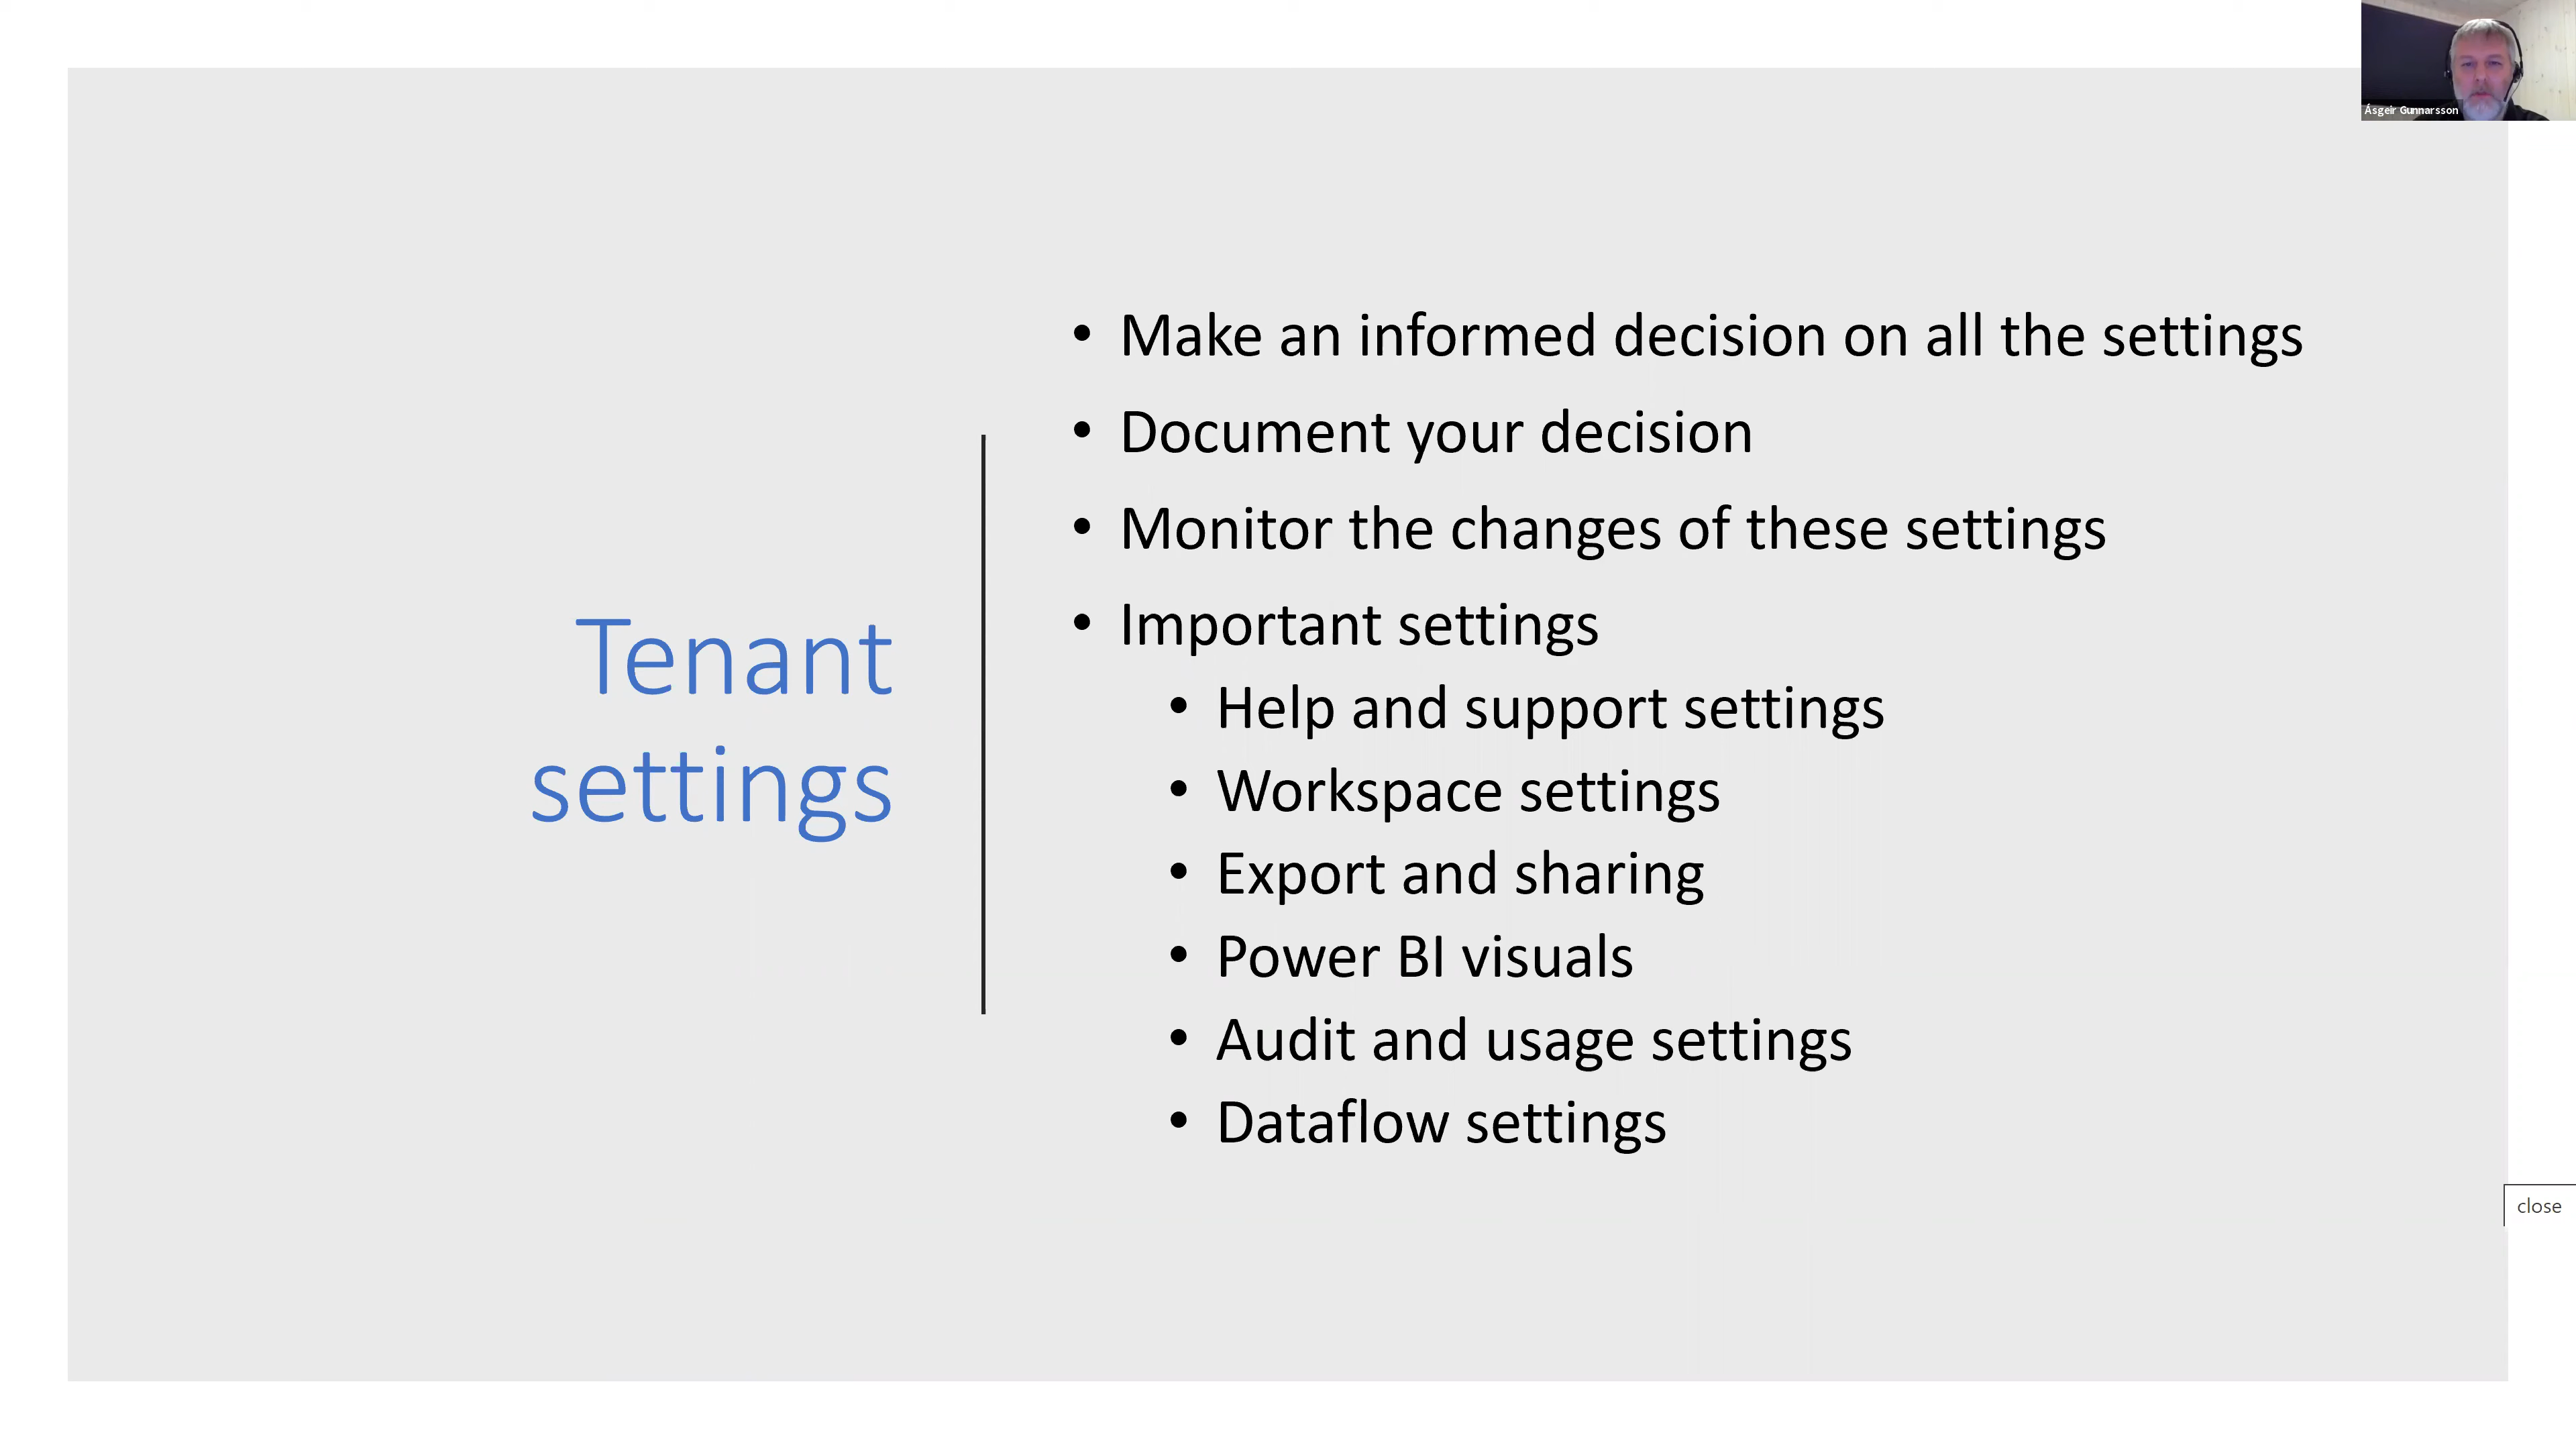 Ásgeir Gunnarsson
Tenant
settings
• Make an informed decision on all the settings
• Document your decision
• Monitor the changes of these settings
• Important settings
• Help and support settings
• Workspace settings
• Export and sharing
• Power BI visuals
• Audit and usage settings
• Dataflow settings
close